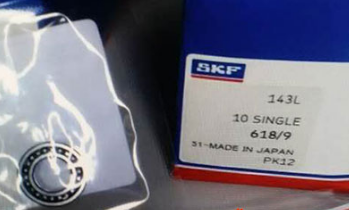 SKF
143L
10 SINGLE
618/9
31-MADE IN JAPAN
PK12